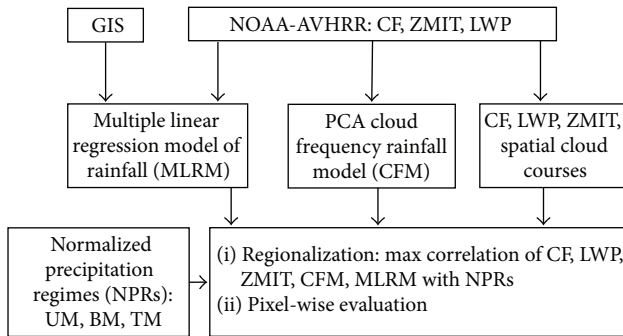 GIS
NOAA-AVHRR: CF, ZMIT, LWP
Multiple linear
regression model of
rainfall (MLRM)
PCA cloud
frequency rainfall
model (CFM)
CF, LWP, ZMIT,
spatial cloud
courses
Normalized
precipitation
regimes (NPRs):
UM, BM, TM
(i) Regionalization: max correlation of CF, LWP,
ZMIT, CFM, MLRM with NPRs
(ii) Pixel-wise evaluation